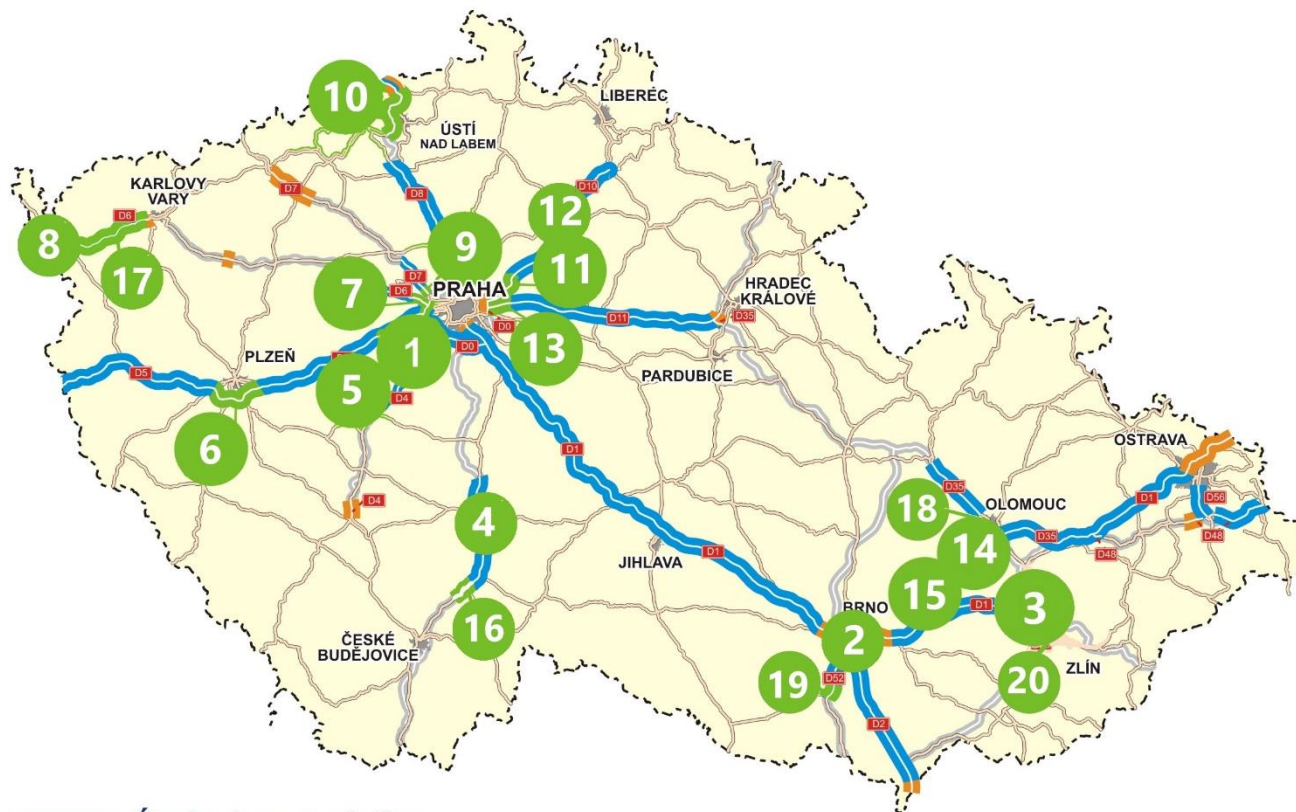 LIBEREC
10
ÚSTÍ
NAD LABEM
D10
D8
D7
KARLOVY
VARY
D6
12
8
17
9
11
D7
D6
7
PRAHA
HRADEC
KRÁLOVÉ
D35
D11
D0
1
D0
13
PLZEŇ
PARDUBICE
D5
5
D4
6
D1
OSTRAVA
D35
D1
D56
18
OLOMOUC
D4
4
14
D35
D48
D48
JIHLAVA
D1
15
D1
3
BRNO
16
2
ČESKÉ
BUDĚJOVICE
ZLÍN
19
D52
20
D2